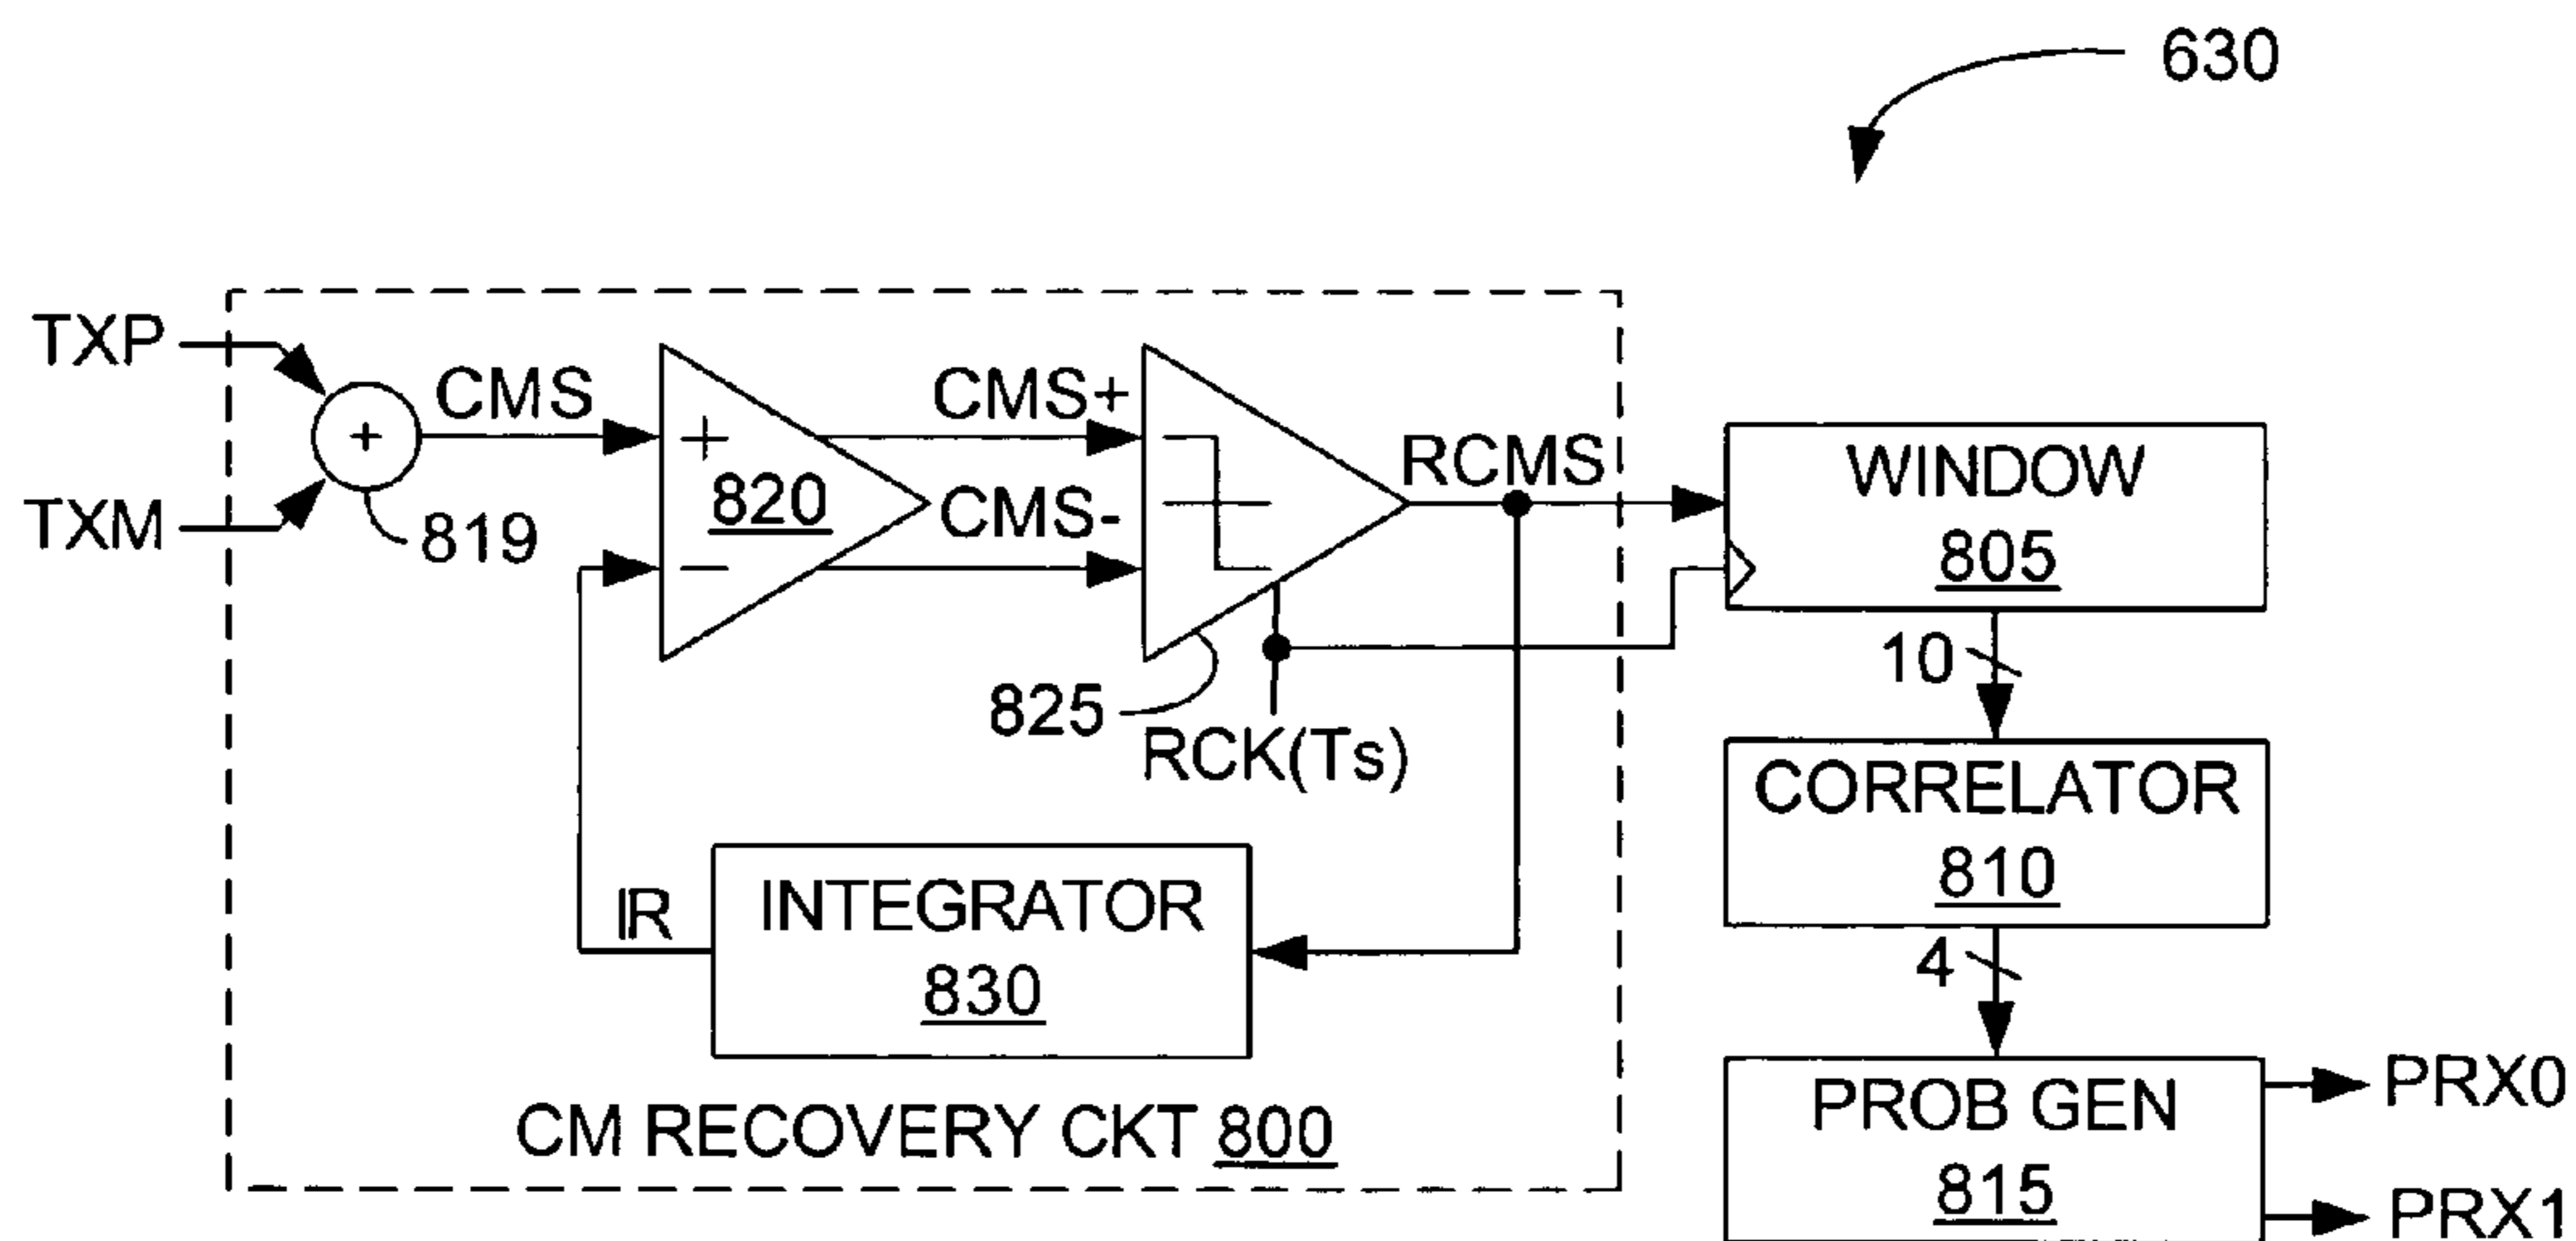 630
TXP
TXM
+
819
CMS
+
820
−
CMS+
CMS-
825
RCK(Ts)
RCMS
INTEGRATOR
830
IR
CM RECOVERY CKT 800
WINDOW
805
10
CORRELATOR
810
4
PROB GEN
815
PRX0
PRX1